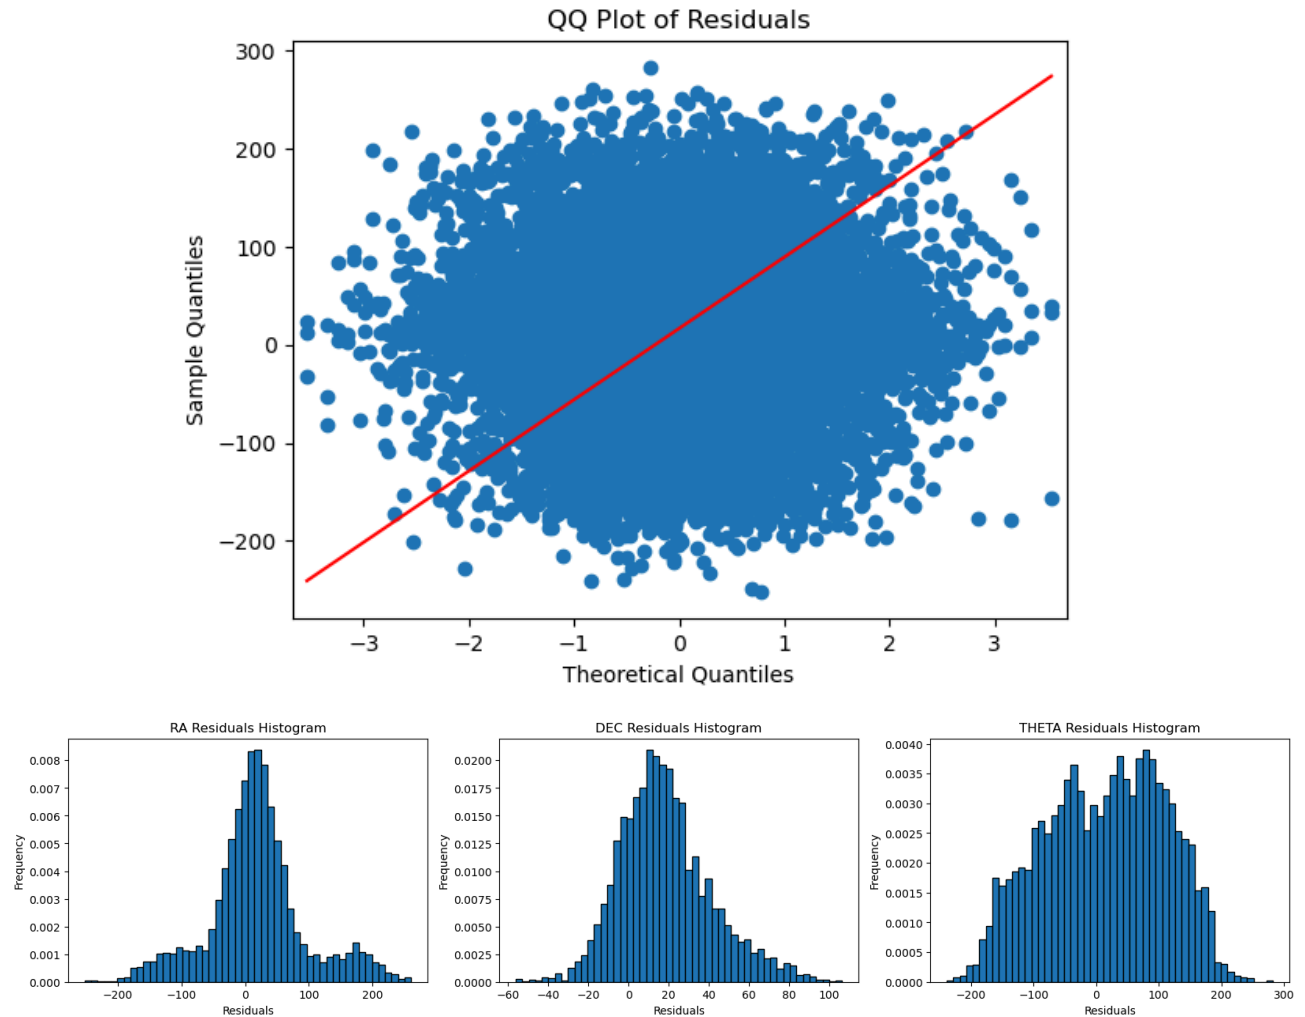 QQ Plot of Residuals
300
200
100
0
−100
−200
Sample Quantiles
−3 −2 −1 0 1 2 3
Theoretical Quantiles
RA Residuals Histogram
0.008
0.007
0.006
0.005
0.004
0.003
0.002
0.001
0.000
Frequency
−200 −100 0 100 200
Residuals
DEC Residuals Histogram
0.0200
0.0175
0.0150
0.0125
0.0100
0.0075
0.0050
0.0025
0.0000
Frequency
−60 −40 −20 0 20 40 60 80 100
Residuals
THETA Residuals Histogram
0.0040
0.0035
0.0030
0.0025
0.0020
0.0015
0.0010
0.0005
0.0000
Frequency
−200 −100 0 100 200 300
Residuals